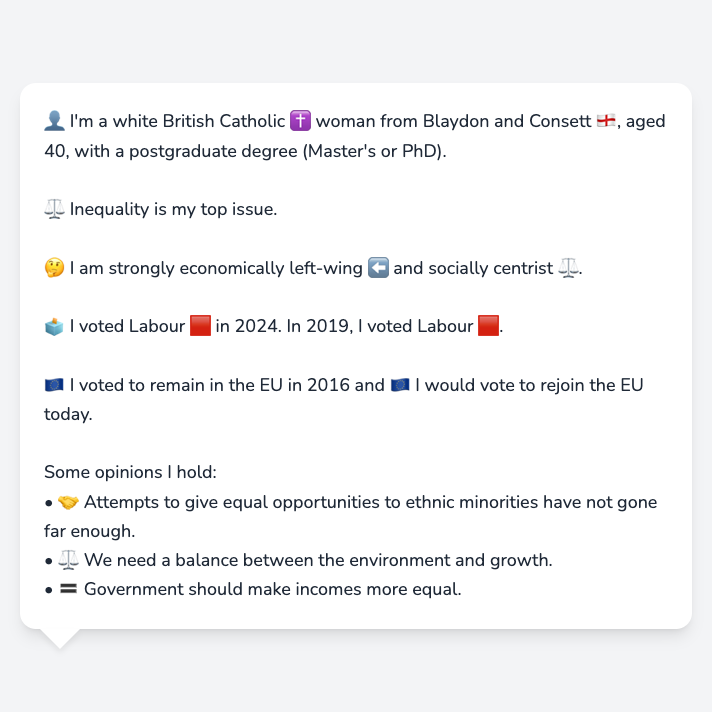 👤 I'm a white British Catholic ✝️ woman from Blaydon and Consett 🏴󠁧󠁢󠁥󠁮󠁧󠁿, aged
40, with a postgraduate degree (Master's or PhD).
⚖️ Inequality is my top issue.
🤔 I am strongly economically left-wing ⬅️ and socially centrist ⚖️.
🗳️ I voted Labour 🟥 in 2024. In 2019, I voted Labour 🟥.
🇪🇺 I voted to remain in the EU in 2016 and 🇪🇺 I would vote to rejoin the EU
today.
Some opinions I hold:
• 🤝 Attempts to give equal opportunities to ethnic minorities have not gone
far enough.
• ⚖️ We need a balance between the environment and growth.
• 🟰 Government should make incomes more equal.